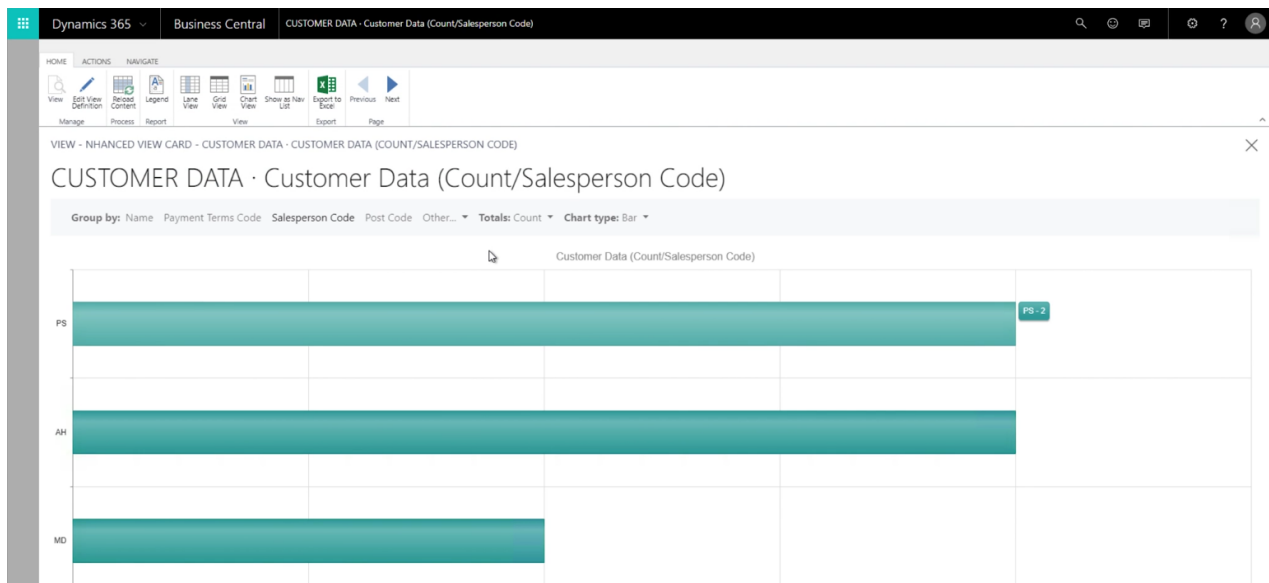 Dynamics 365 Business Central CUSTOMER DATA · Customer Data (Count/Salesperson Code) ?
HOME ACTIONS NAVIGATE
View Edit View Definition Reload Content Legend Lane View Grid View Chart View Show as Nav List Export to Excel Previous Next
Manage Process Report View Export Page
VIEW - NHANCED VIEW CARD - CUSTOMER DATA · CUSTOMER DATA (COUNT/SALESPERSON CODE)
CUSTOMER DATA · Customer Data (Count/Salesperson Code)
Group by: Name Payment Terms Code Salesperson Code Post Code Other... Totals: Count Chart type: Bar
Customer Data (Count/Salesperson Code)
PS PS - 2
AH
MD